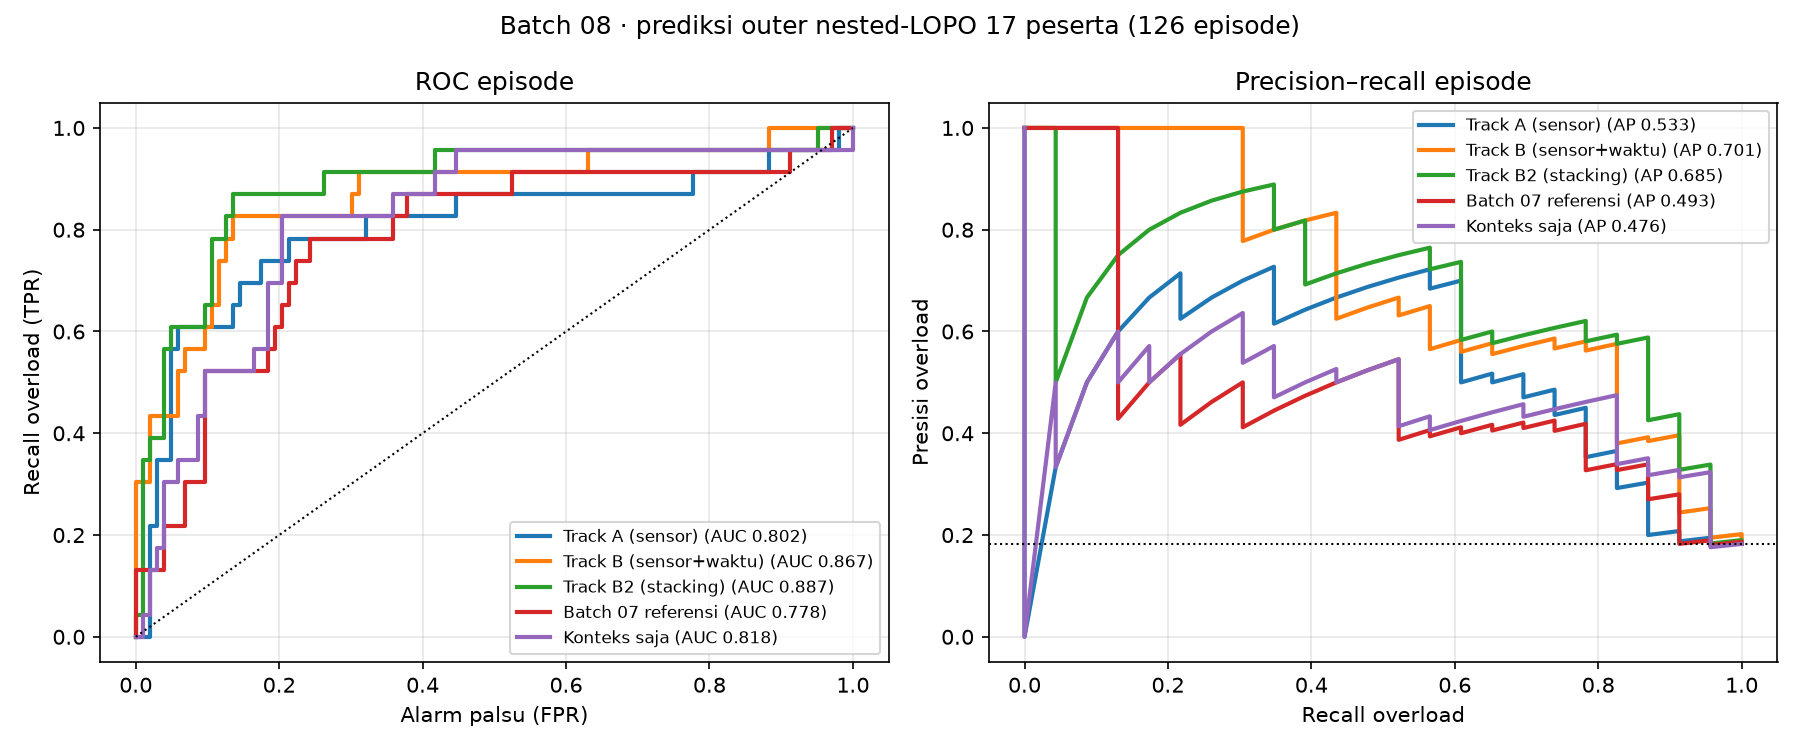 Batch 08 · prediksi outer nested-LOPO 17 peserta (126 episode)
ROC episode
Recall overload (TPR)
1.0
0.8
0.6
0.4
0.2
0.0
Track A (sensor) (AUC 0.802)
Track B (sensor+waktu) (AUC 0.867)
Track B2 (stacking) (AUC 0.887)
Batch 07 referensi (AUC 0.778)
Konteks saja (AUC 0.818)
0.0 0.2 0.4 0.6 0.8 1.0
Alarm palsu (FPR)
Precision–recall episode
Presisi overload
1.0
0.8
0.6
0.4
0.2
0.0
Track A (sensor) (AP 0.533)
Track B (sensor+waktu) (AP 0.701)
Track B2 (stacking) (AP 0.685)
Batch 07 referensi (AP 0.493)
Konteks saja (AP 0.476)
0.0 0.2 0.4 0.6 0.8 1.0
Recall overload